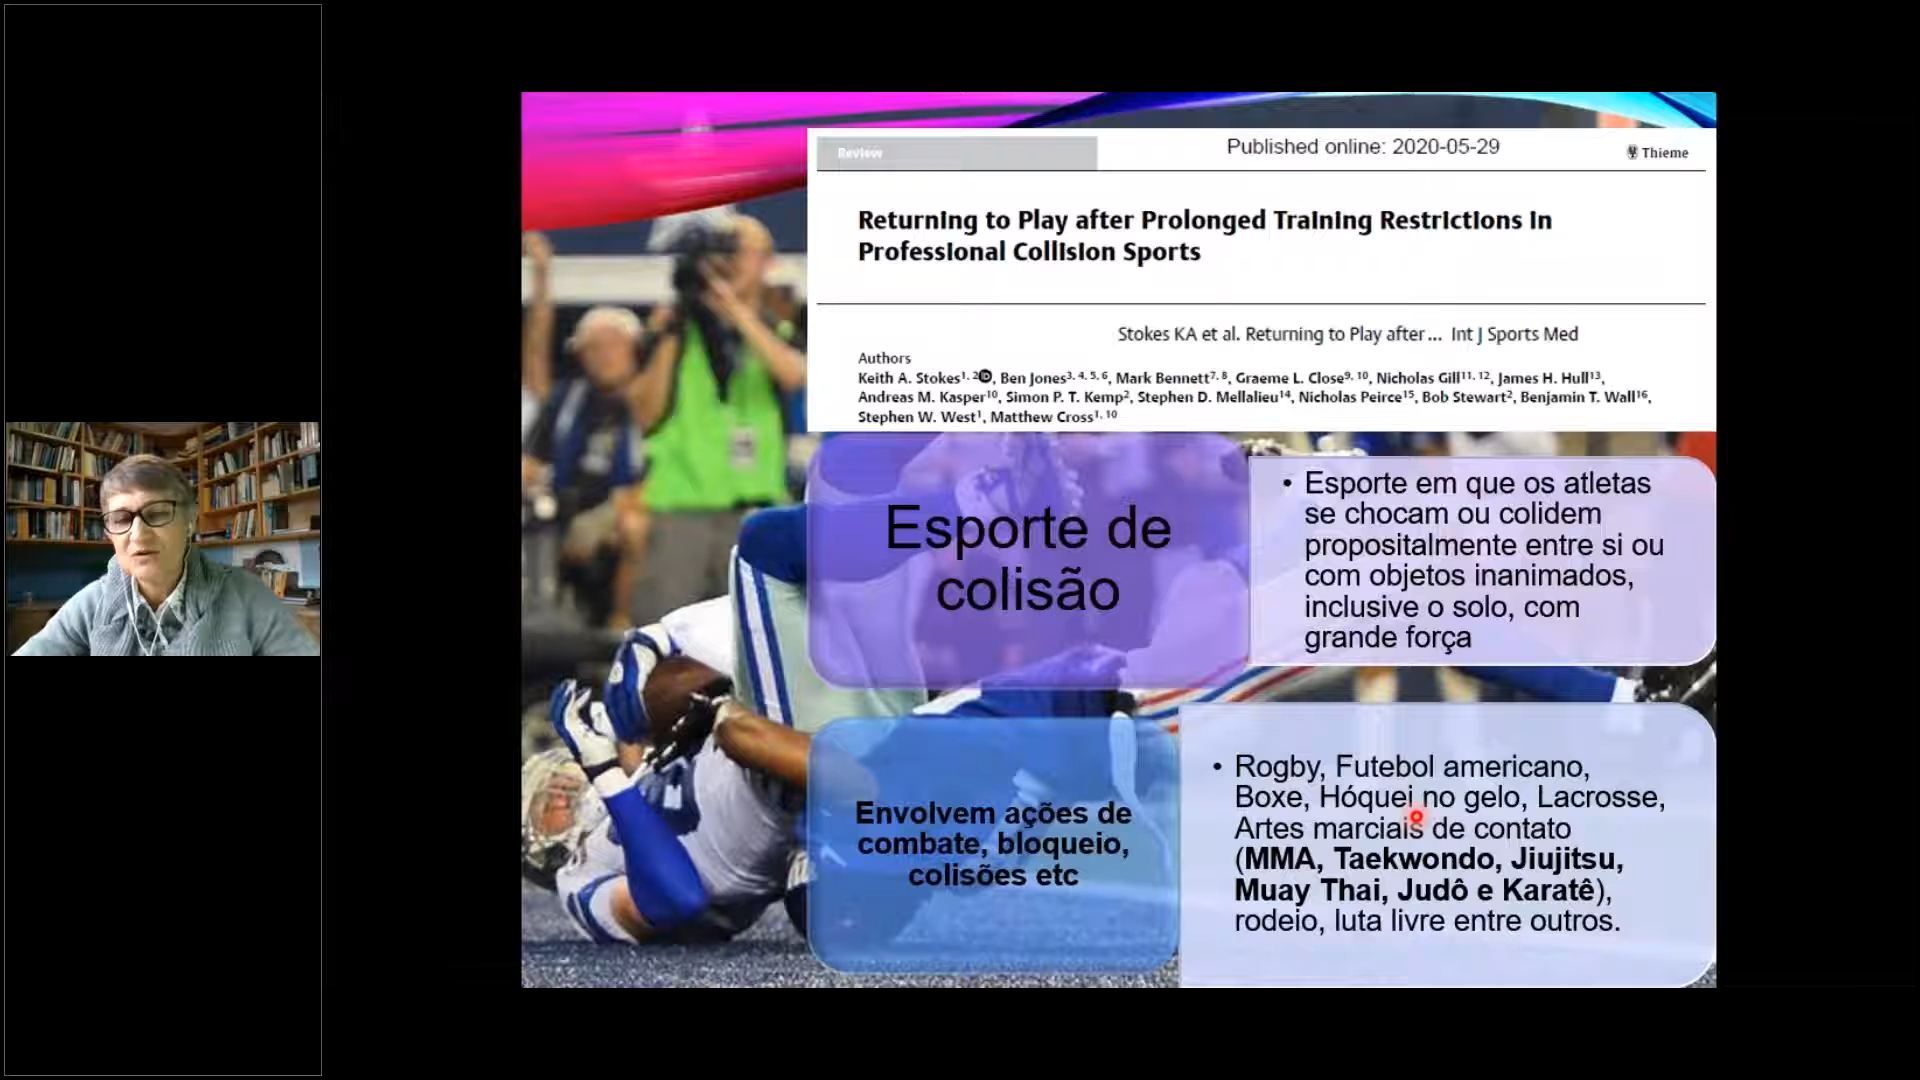 Review
Published online: 2020-05-29
Thieme
Returning to Play after Prolonged Training Restrictions in
Professional Collision Sports
Stokes KA et al. Returning to Play after ... Int J Sports Med
Authors
Keith A. Stokes1, 2, Ben Jones3, 4, 5, 6, Mark Bennett7, 8, Graeme L. Close9, 10, Nicholas Gill11, 12, James H. Hull13,
Andreas M. Kasper10, Simon P. T. Kemp2, Stephen D. Mellalieu14, Nicholas Peirce15, Bob Stewart2, Benjamin T. Wall16,
Stephen W. West1, Matthew Cross1, 10
Esporte de
colisão
• Esporte em que os atletas
se chocam ou colidem
propositalmente entre si ou
com objetos inanimados,
inclusive o solo, com
grande força
Envolvem ações de
combate, bloqueio,
colisões etc
• Rogby, Futebol americano,
Boxe, Hóquei no gelo, Lacrosse,
Artes marciais de contato
(MMA, Taekwondo, Jiujitsu,
Muay Thai, Judô e Karatê),
rodeio, luta livre entre outros.